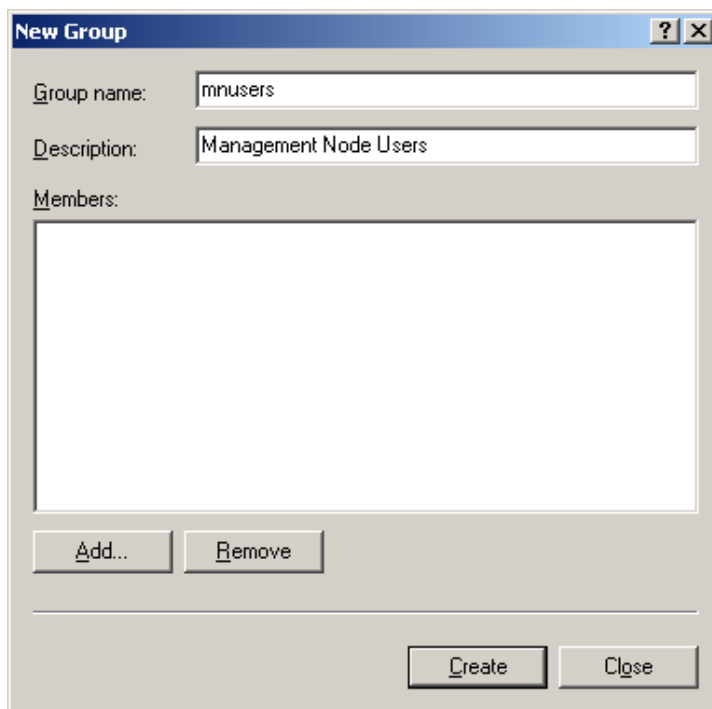 New Group
Group name: mnusers
Description: Management Node Users
Members:
Add... Remove
Create Close